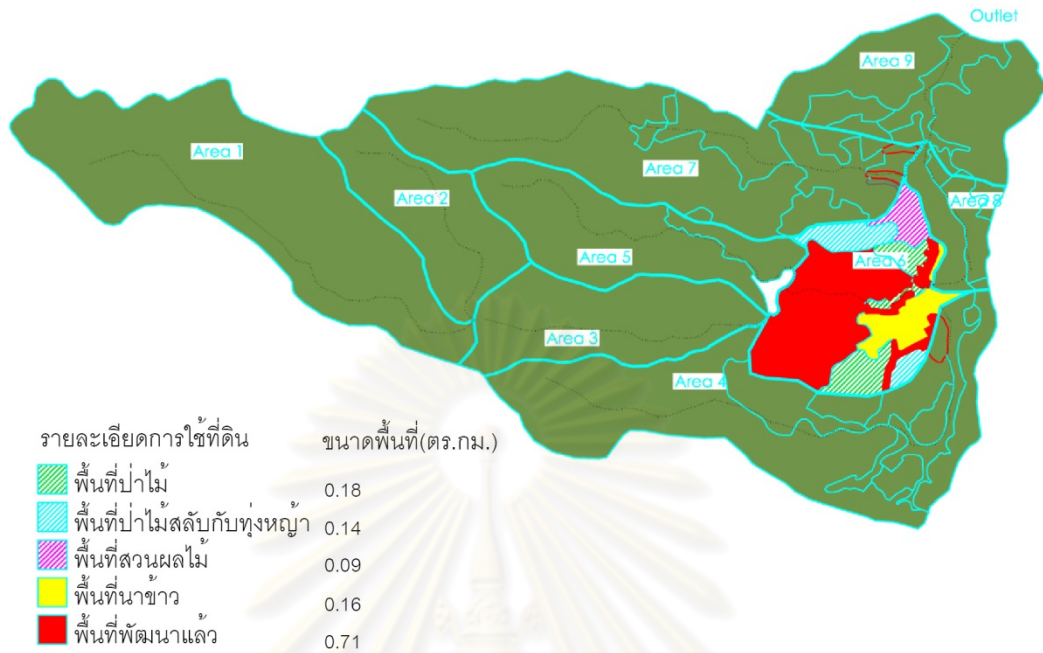 Outlet
Area 9
Area 1
Area 7
Area 2
Area 8
Area 5
Area 6
Area 3
Area 4
รายละเอียดการใช้ที่ดิน ขนาดพื้นที่(ตร.กม.)
พื้นที่ป่าไม้ 0.18
พื้นที่ป่าไม้สลับกับทุ่งหญ้า 0.14
พื้นที่สวนผลไม้ 0.09
พื้นที่นาข้าว 0.16
พื้นที่พัฒนาแล้ว 0.71